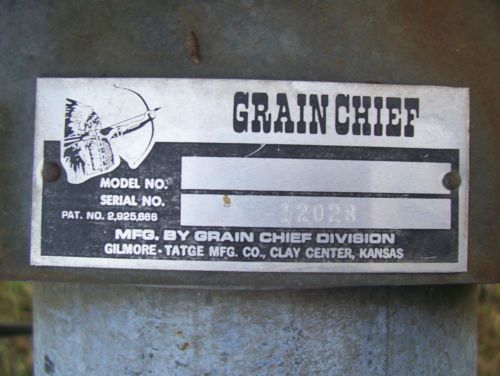 GRAIN CHIEF
MODEL NO.
SERIAL NO. 12028
PAT. NO. 2,825,666
MFG. BY GRAIN CHIEF DIVISION
GILMORE-TATGE MFG. CO., CLAY CENTER, KANSAS